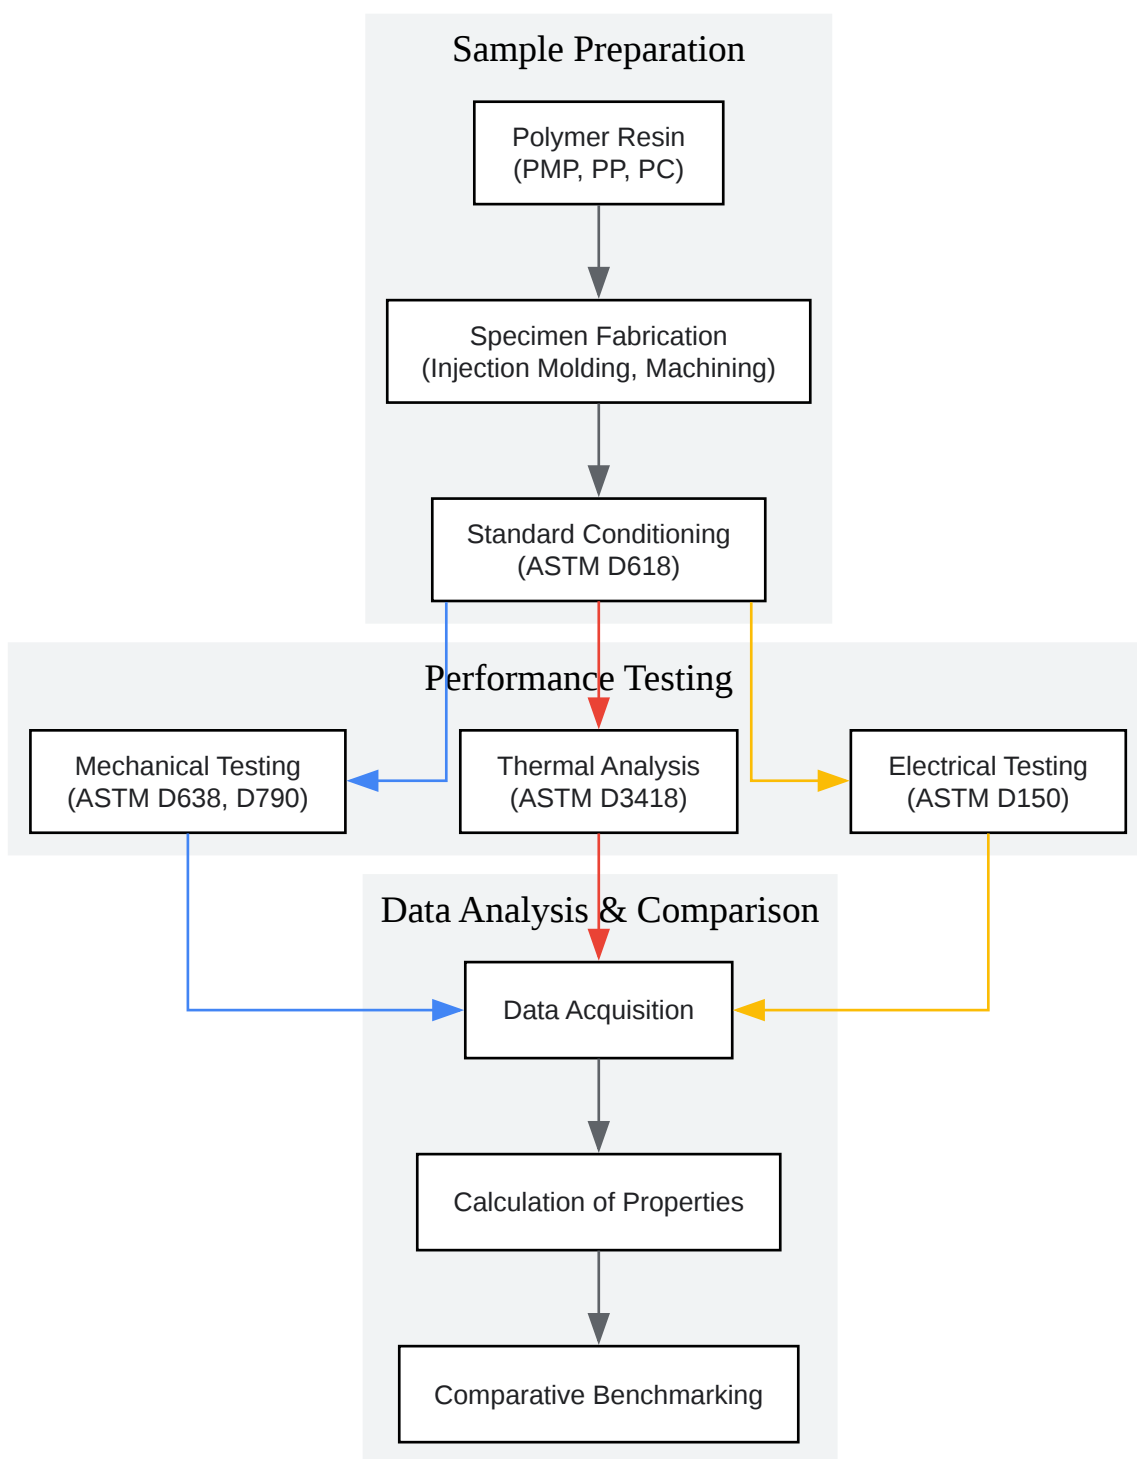 Sample Preparation
Polymer Resin
(PMP, PP, PC)
Specimen Fabrication
(Injection Molding, Machining)
Standard Conditioning
(ASTM D618)
Performance Testing
Mechanical Testing
(ASTM D638, D790)
Thermal Analysis
(ASTM D3418)
Electrical Testing
(ASTM D150)
Data Analysis & Comparison
Data Acquisition
Calculation of Properties
Comparative Benchmarking